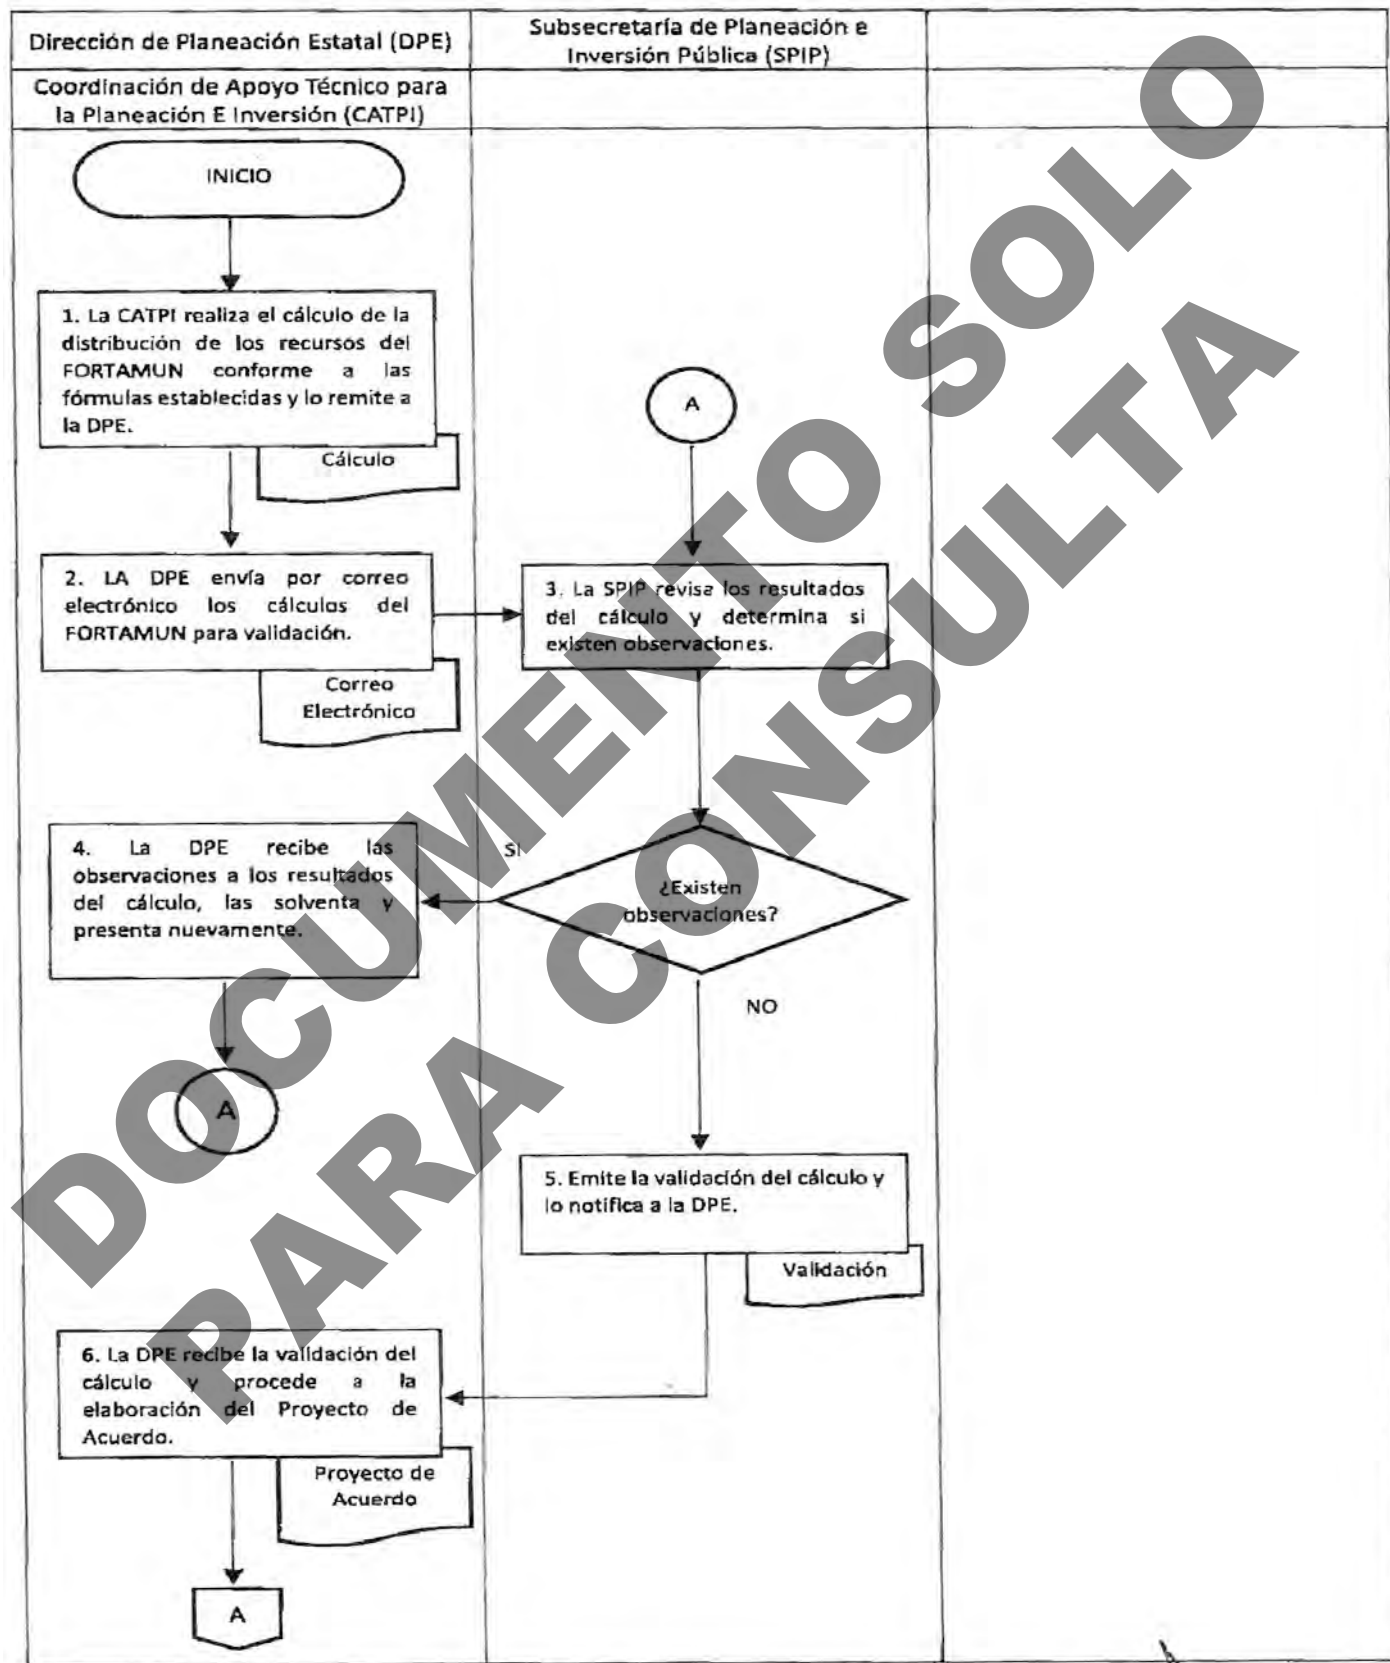 Dirección de Planeación Estatal (DPE)
Subsecretaría de Planeación e
Inversión Pública (SPIP)
Coordinación de Apoyo Técnico para
la Planeación E Inversión (CATPI)
INICIO
1. La CATPI realiza el cálculo de la
distribución de los recursos del
FORTAMUN conforme a las
fórmulas establecidas y lo remite a
la DPE.
Cálculo
A
2. LA DPE envía por correo
electrónico los cálculos del
FORTAMUN para validación.
Correo
Electrónico
3. La SPIP revisa los resultados
del cálculo y determina si
existen observaciones.
4. La DPE recibe las
observaciones a los resultados
del cálculo, las solventa y
presenta nuevamente.
SI
¿Existen
observaciones?
NO
A
5. Emite la validación del cálculo y
lo notifica a la DPE.
Validación
6. La DPE recibe la validación del
cálculo y procede a la
elaboración del Proyecto de
Acuerdo.
Proyecto de
Acuerdo
A
DOCUMENTO SOLO
PARA CONSULTA